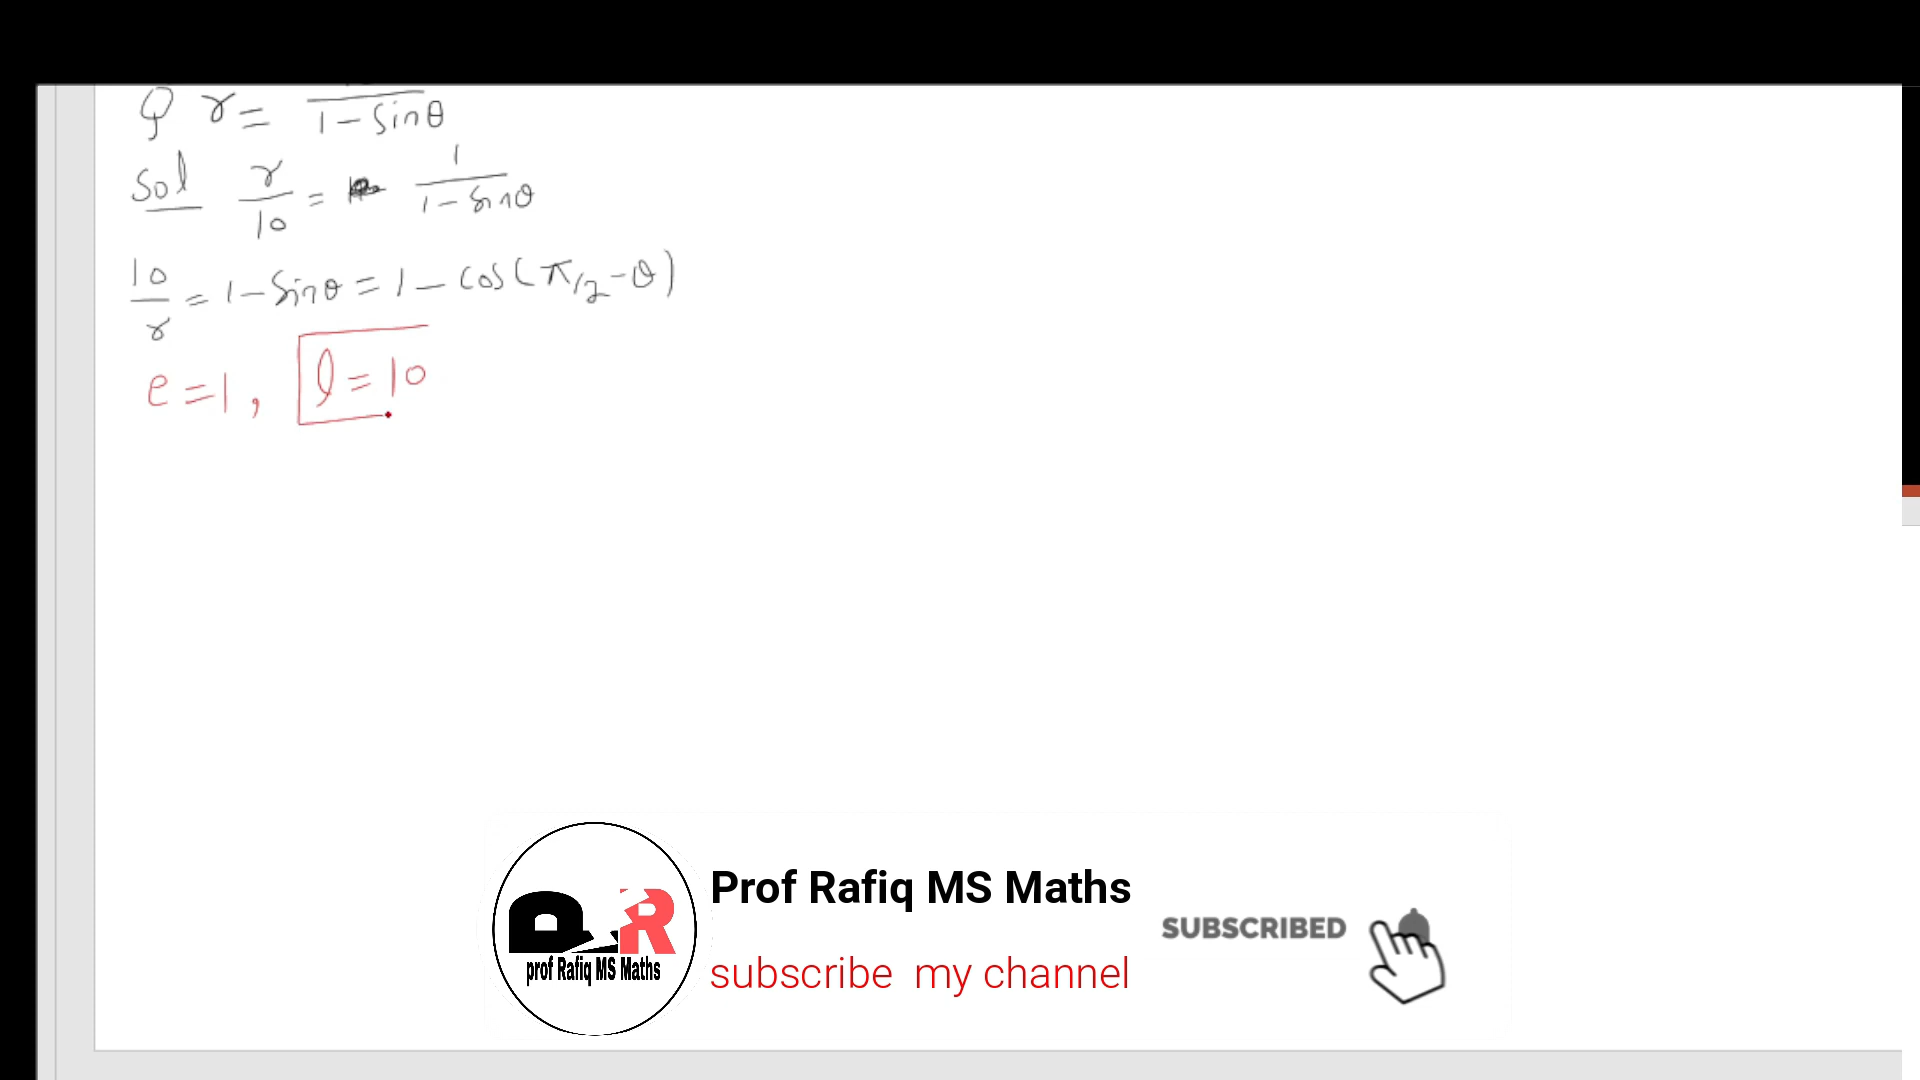 Q r = ―/1 - Sinθ
Sol r/10 = 1/1 - Sinθ
10/r = 1 - Sinθ = 1 - Cos(π/2 - θ)
e = 1, l = 10
Prof Rafiq MS Maths
SUBSCRIBED
subscribe my channel
PR
prof Rafiq MS Maths